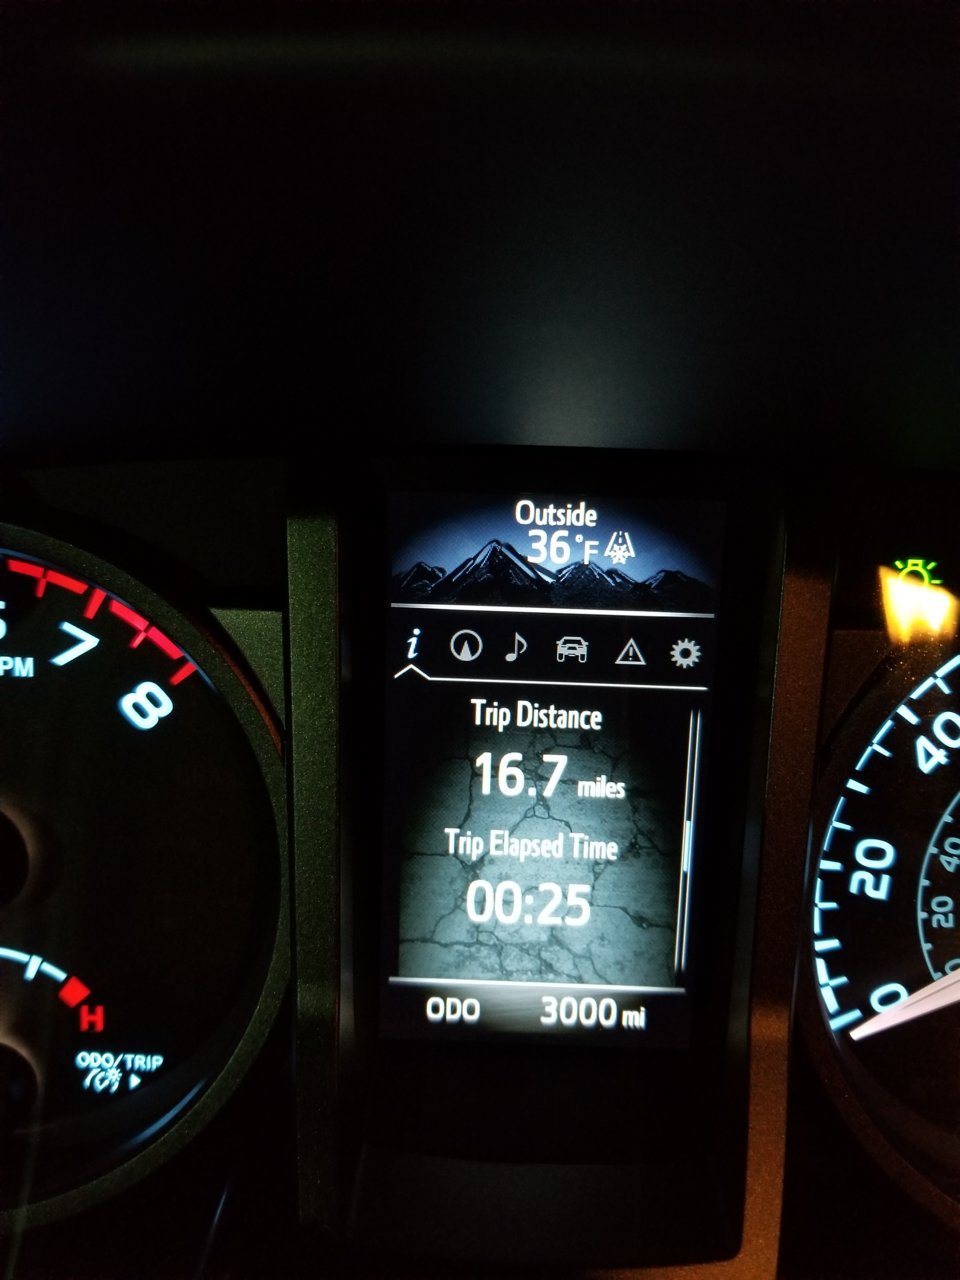 Outside
36°F
i
Trip Distance
16.7 miles
Trip Elapsed Time
00:25
ODO 3000 mi
7
8
H
ODO/TRIP
40
20
0
40
20